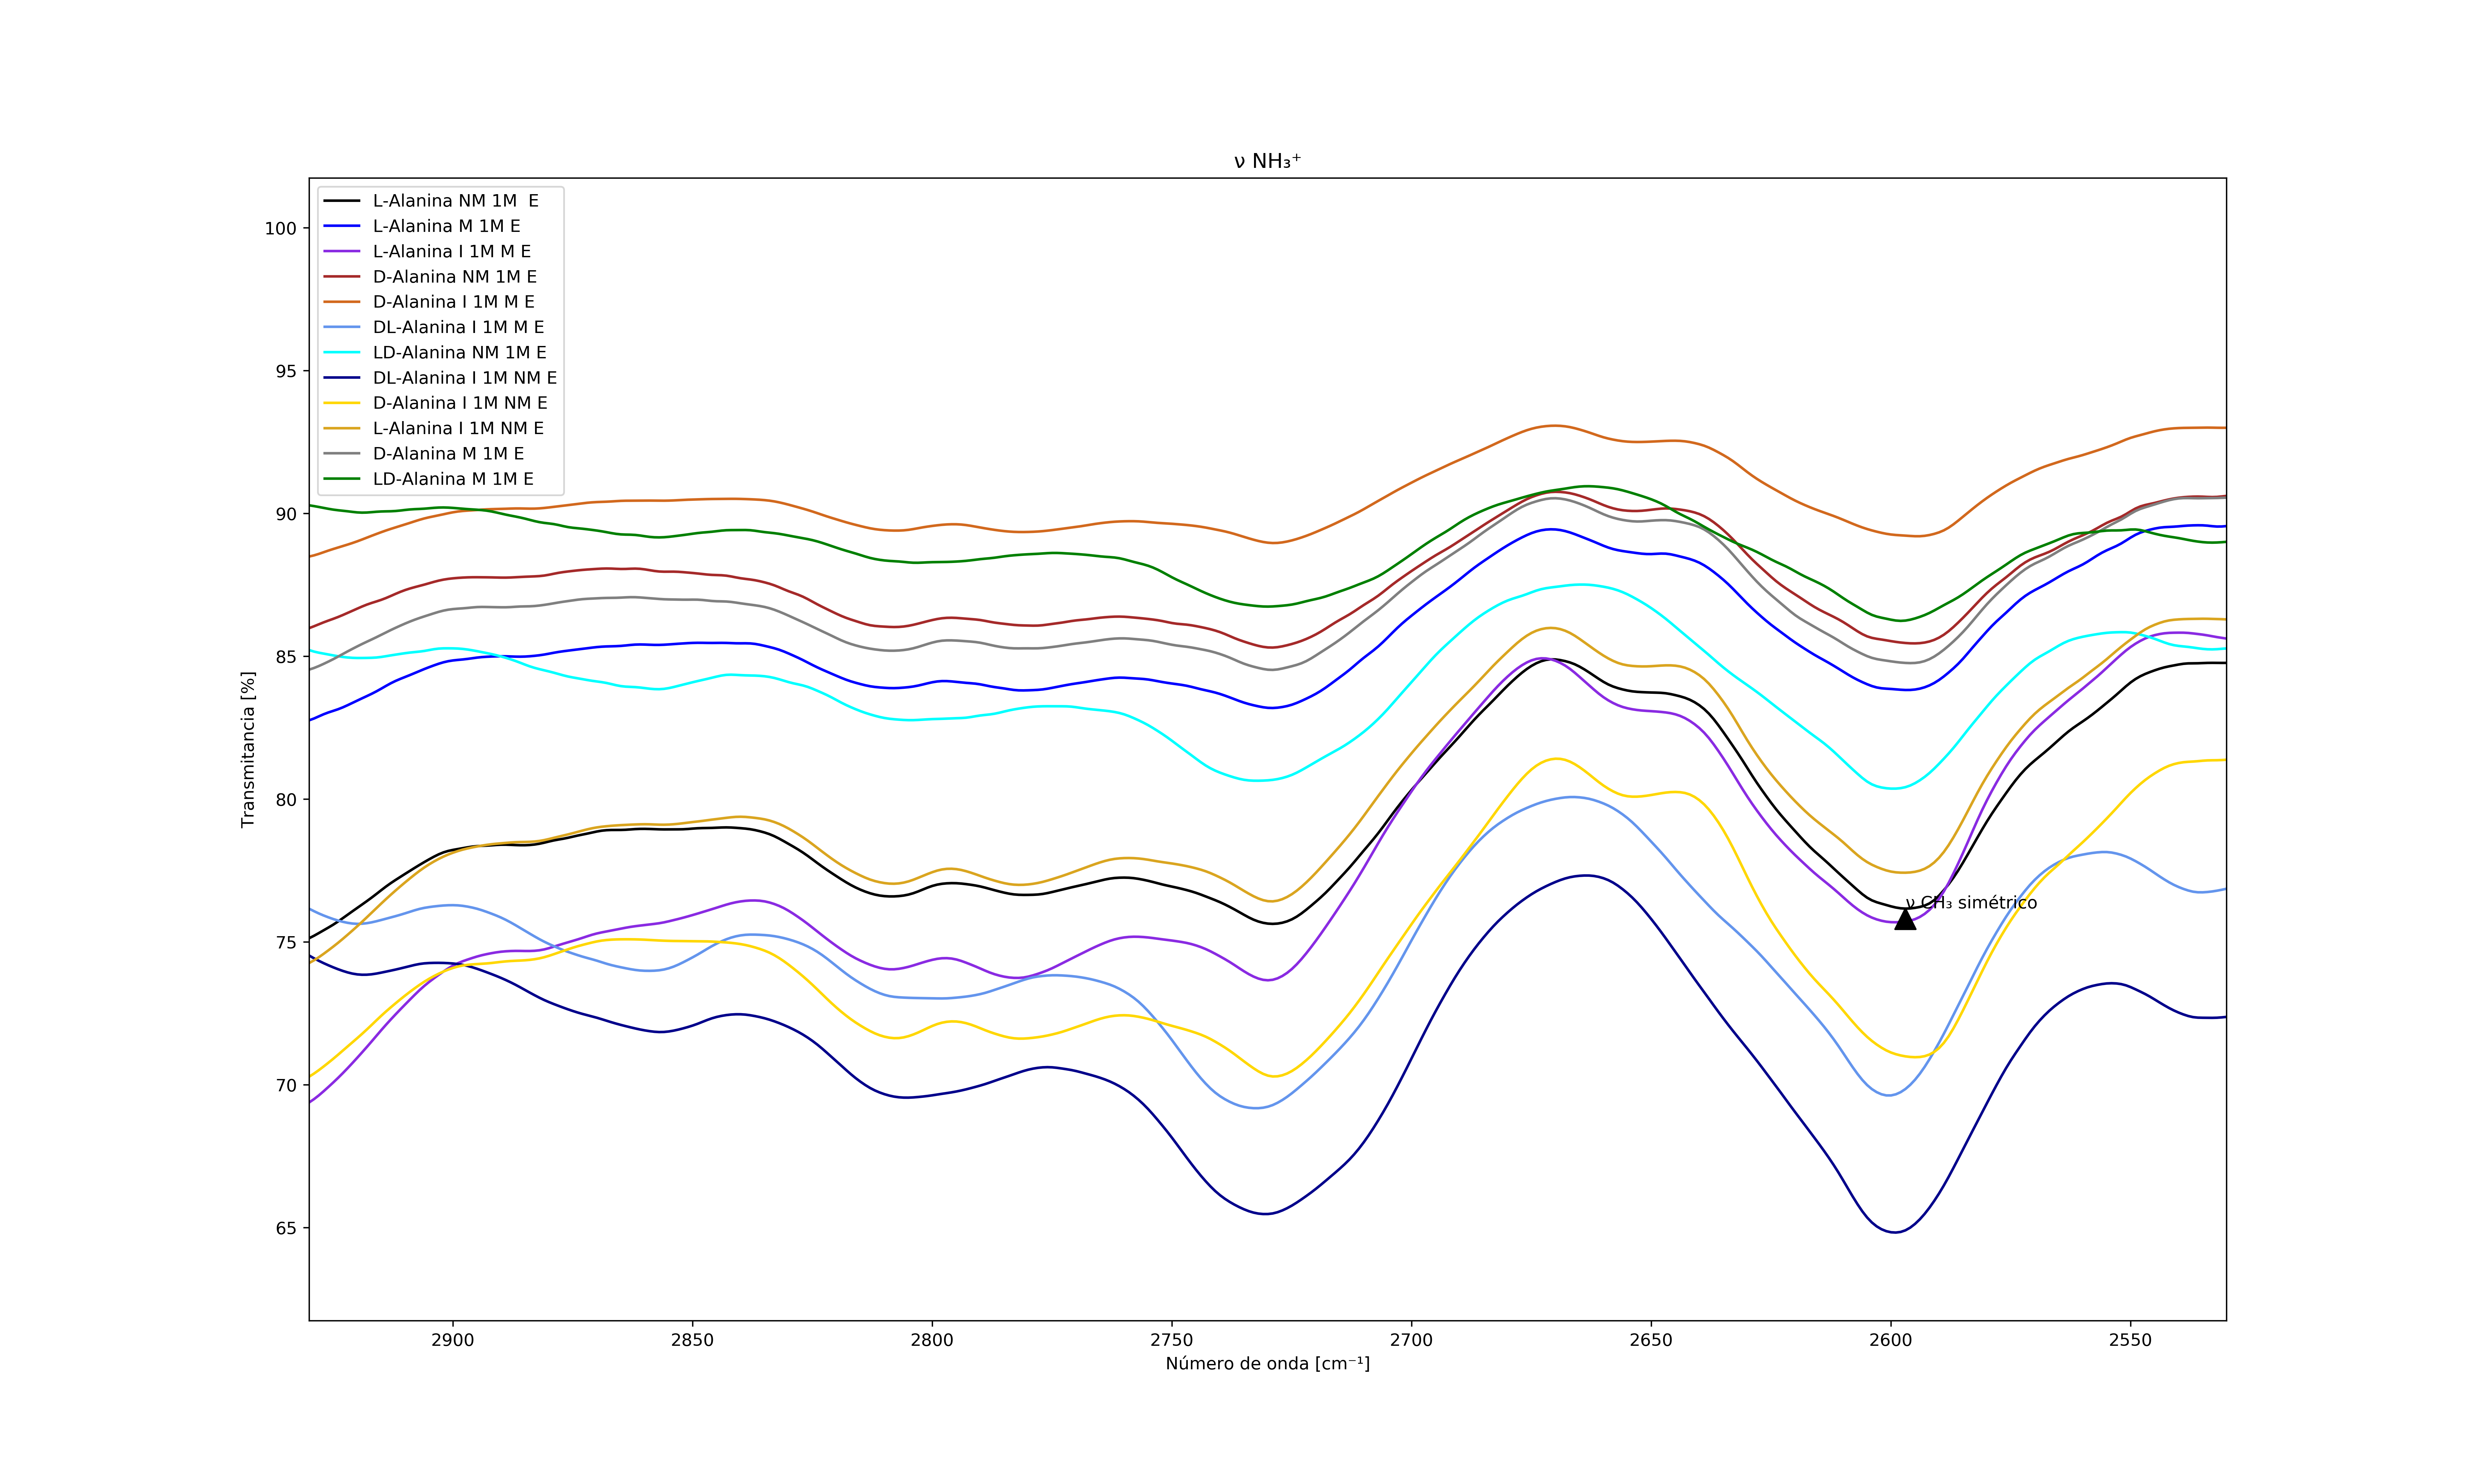 ν NH₃⁺
L-Alanina NM 1M  E
L-Alanina M 1M E
L-Alanina I 1M M E
D-Alanina NM 1M E
D-Alanina I 1M M E
DL-Alanina I 1M M E
LD-Alanina NM 1M E
DL-Alanina I 1M NM E
D-Alanina I 1M NM E
L-Alanina I 1M NM E
D-Alanina M 1M E
LD-Alanina M 1M E
100
95
90
85
80
75
70
65
Transmitancia [%]
ν CH₃ simétrico
2900 2850 2800 2750 2700 2650 2600 2550
Número de onda [cm⁻¹]